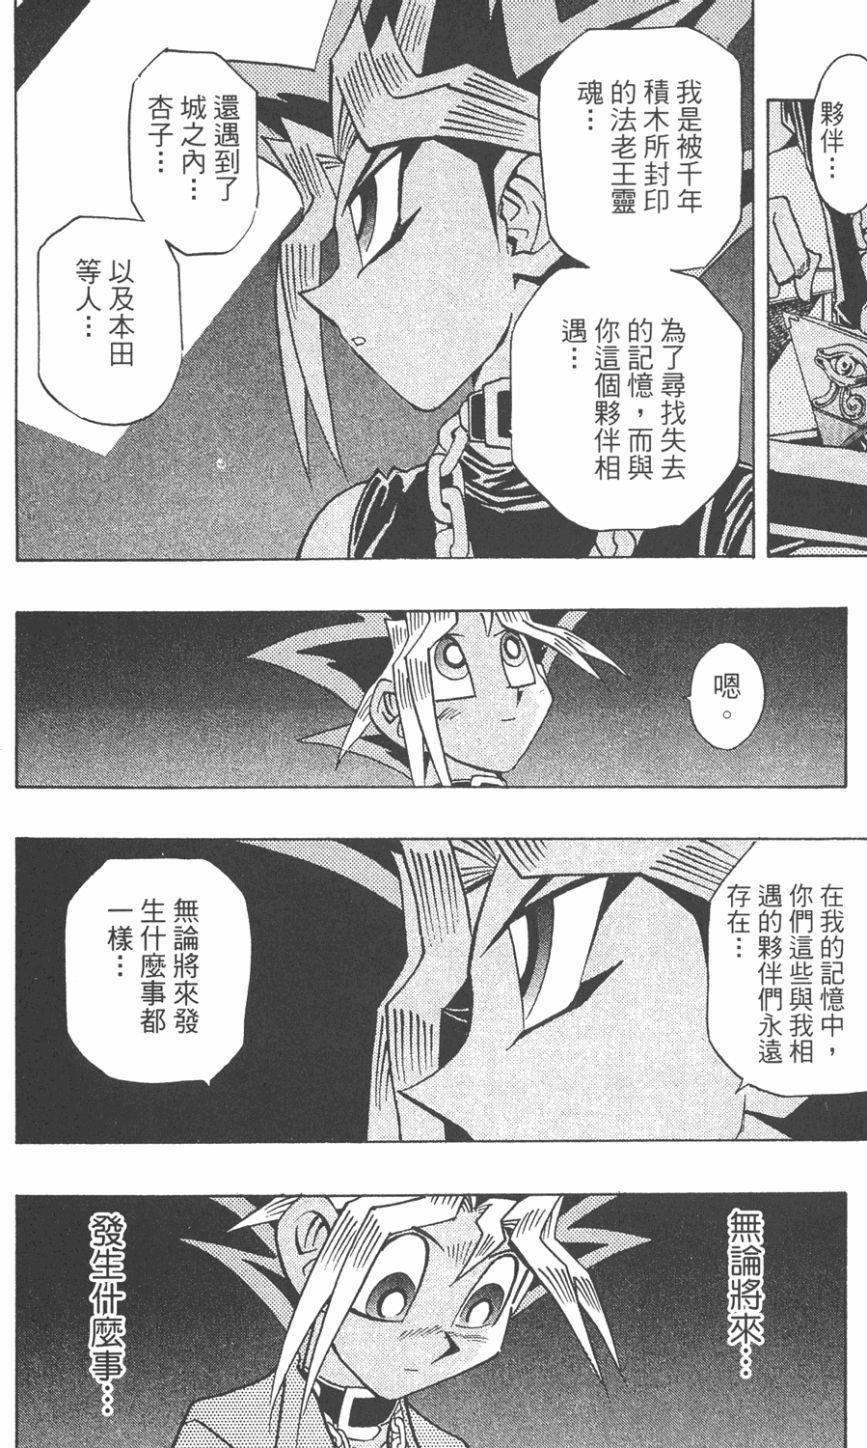 夥伴…
我是被千年
積木所封印
的法老王靈
魂…
為了尋找失去
的記憶，而與
你這個夥伴相
遇…
還遇到了
城之內…
杏子…
以及本田
等人…
嗯。
在我的記憶中，
你們這些與我相
遇的夥伴們永遠
存在…
無論將來發
生什麼事都
一樣…
無論將來…
發生什麼事…